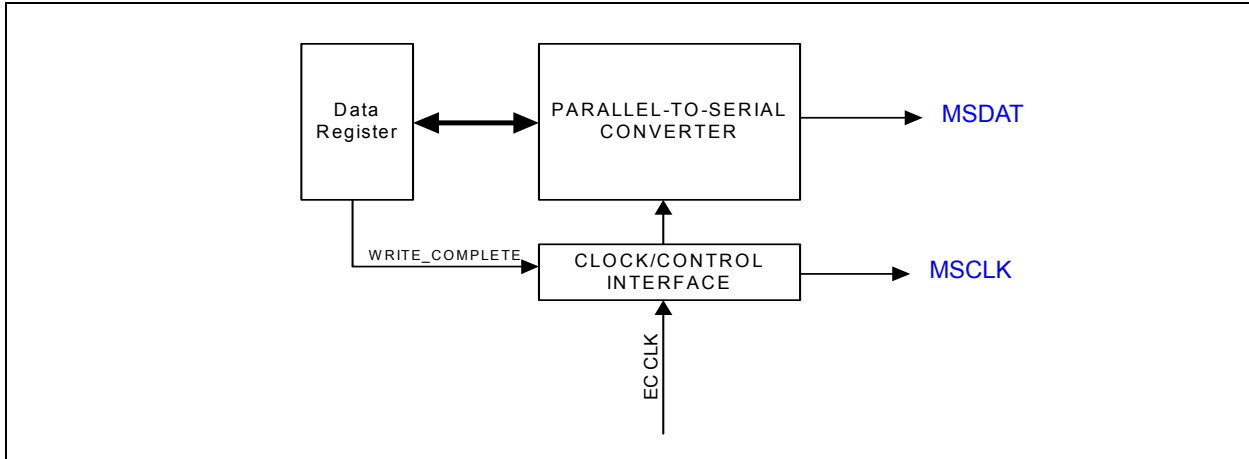 Data
Register
PARALLEL-TO-SERIAL
CONVERTER
MSDAT
WRITE_COMPLETE
CLOCK/CONTROL
INTERFACE
MSCLK
EC CLK